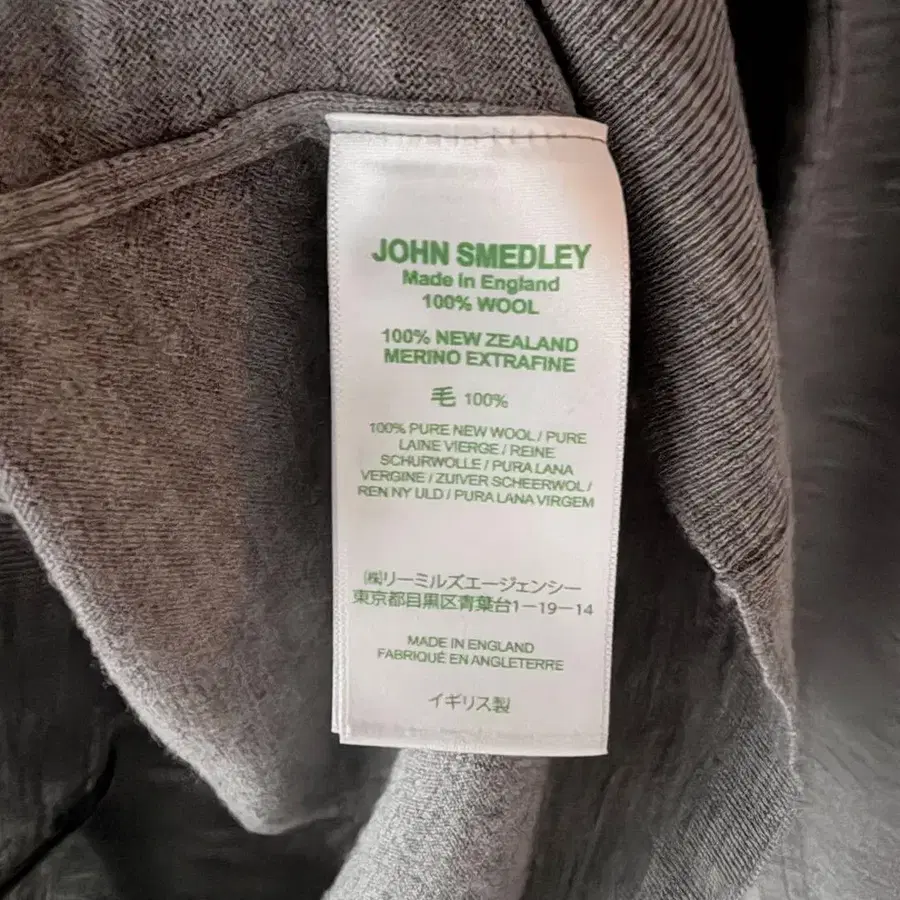 JOHN SMEDLEY
Made in England
100% WOOL
100% NEW ZEALAND
MERINO EXTRAFINE
毛 100%
100% PURE NEW WOOL / PURE
LAINE VIERGE / REINE
SCHURWOLLE / PURA LANA
VERGINE / ZUIVER SCHEERWOL /
REN NY ULD / PURA LANA VIRGEM
㈱リーミルズエージェンシー
東京都目黒区青葉台1-19-14
MADE IN ENGLAND
FABRIQUÉ EN ANGLETERRE
イギリス製